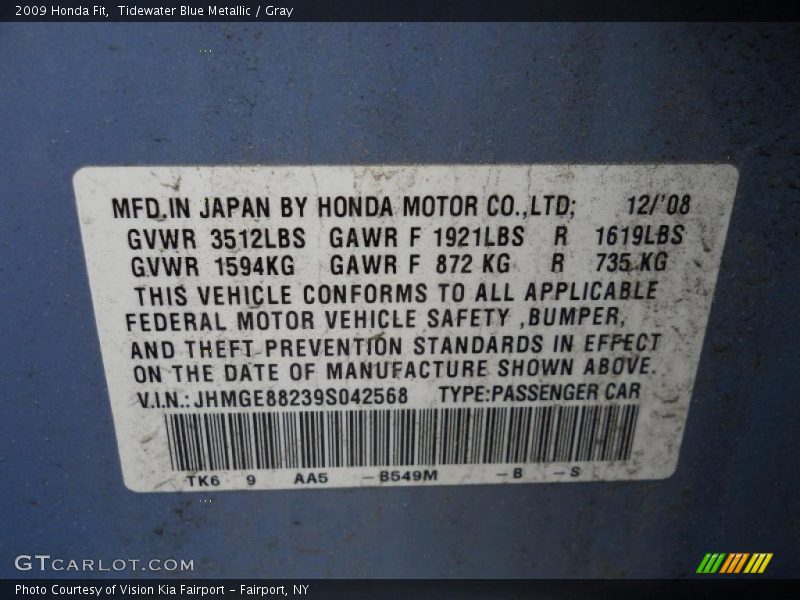 2009 Honda Fit,  Tidewater Blue Metallic / Gray
MFD.IN JAPAN BY HONDA MOTOR CO.,LTD; 12/'08
GVWR 3512LBS GAWR F 1921LBS R 1619LBS
GVWR 1594KG GAWR F 872 KG R 735 KG
THIS VEHICLE CONFORMS TO ALL APPLICABLE
FEDERAL MOTOR VEHICLE SAFETY ,BUMPER,
AND THEFT PREVENTION STANDARDS IN EFFECT
ON THE DATE OF MANUFACTURE SHOWN ABOVE.
V.I.N.: JHMGE88239S042568 TYPE:PASSENGER CAR
TK6 9 AA5 -B549M -B -S
GTCARLOT.COM
Photo Courtesy of Vision Kia Fairport - Fairport, NY